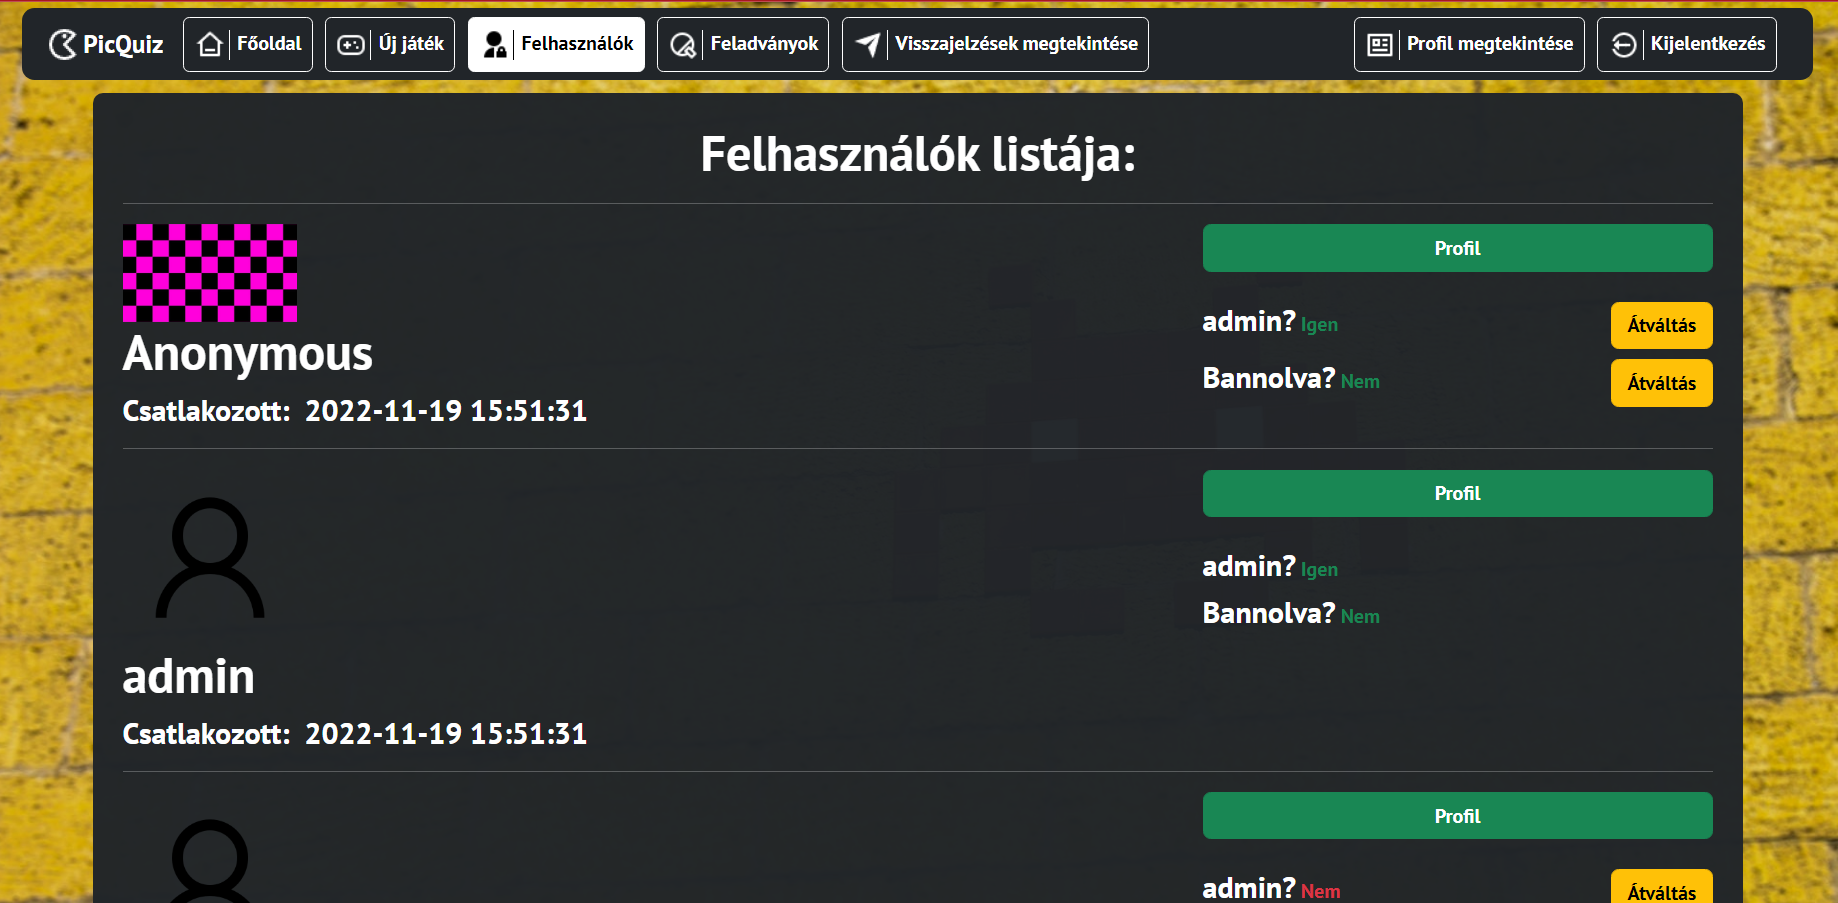 PicQuiz
Főoldal
Új játék
Felhasználók
Feladványok
Visszajelzések megtekintése
Profil megtekintése
Kijelentkezés
Felhasználók listája:
Profil
admin? Igen
Átváltás
Anonymous
Bannolva? Nem
Átváltás
Csatlakozott: 2022-11-19 15:51:31
Profil
admin? Igen
Bannolva? Nem
admin
Csatlakozott: 2022-11-19 15:51:31
Profil
admin? Nem
Átváltás